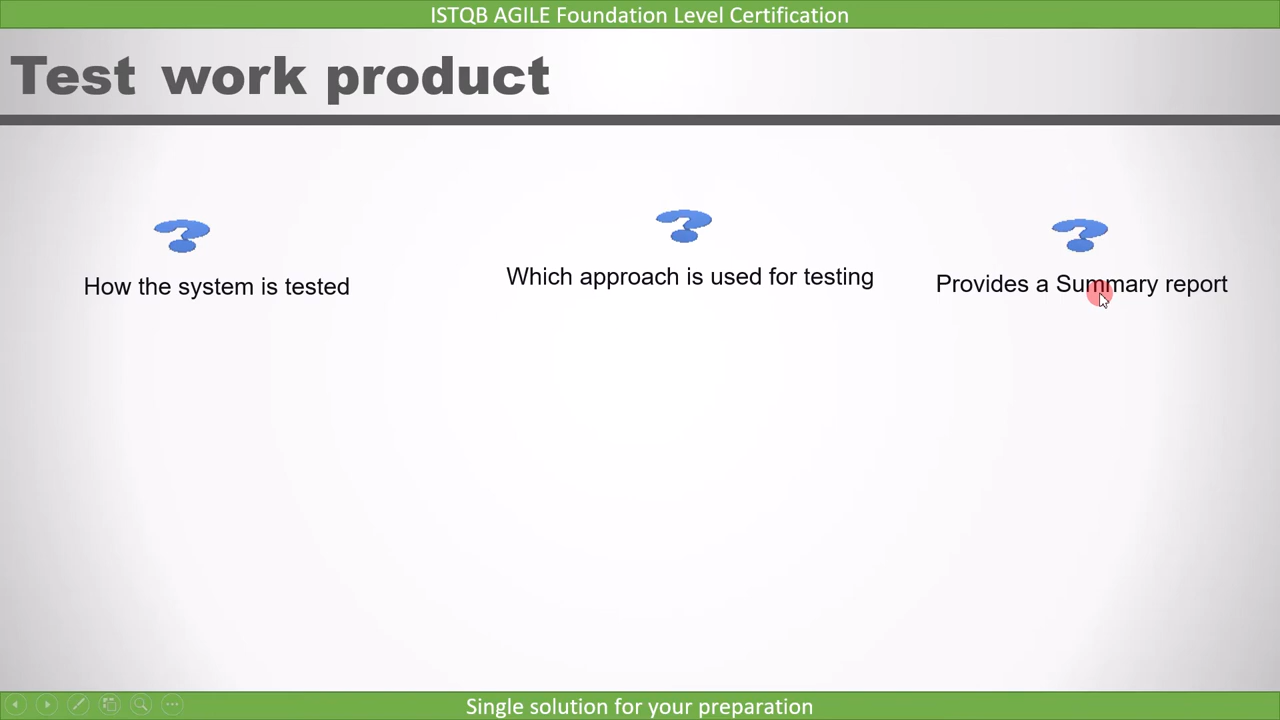 ISTQB AGILE Foundation Level Certification
Test work product
How the system is tested
Which approach is used for testing
Provides a Summary report
Single solution for your preparation